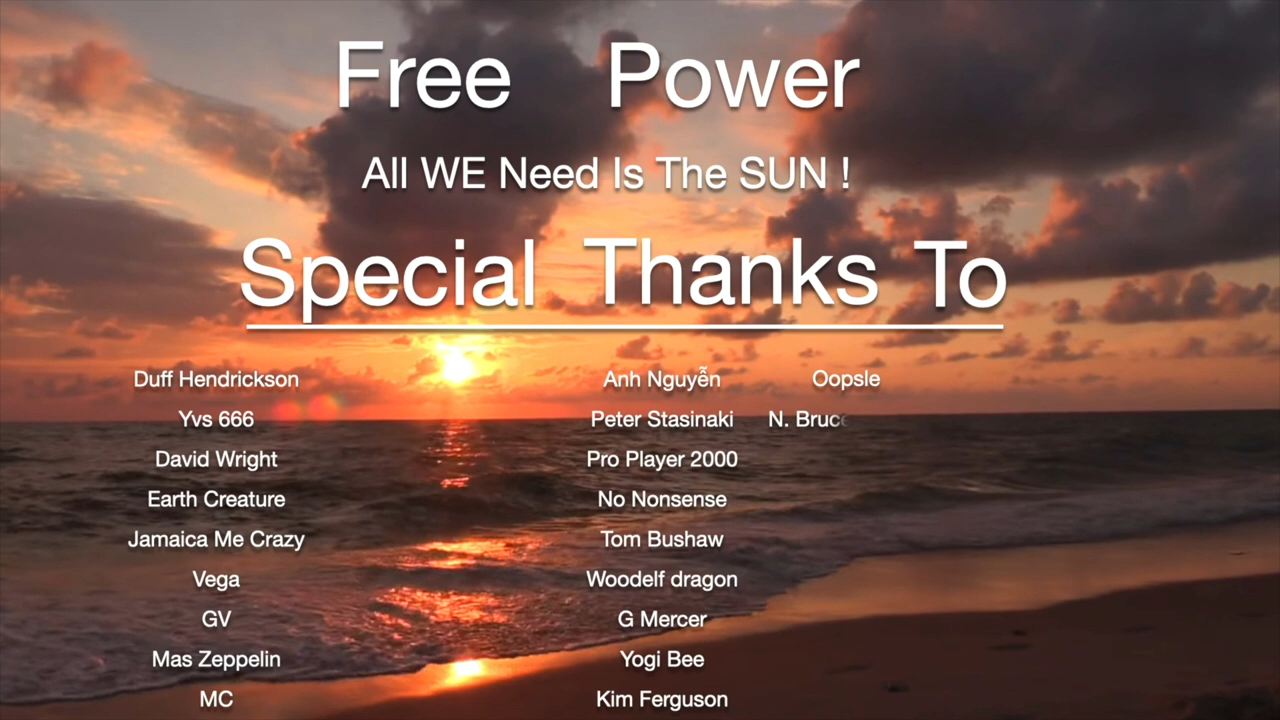 Free Power
All WE Need Is The SUN !
Special Thanks To
Duff Hendrickson
Yvs 666
David Wright
Earth Creature
Jamaica Me Crazy
Vega
GV
Mas Zeppelin
MC
Anh Nguyễn
Peter Stasinaki
Pro Player 2000
No Nonsense
Tom Bushaw
Woodelf dragon
G Mercer
Yogi Bee
Kim Ferguson
Oopsle
N. Bruce